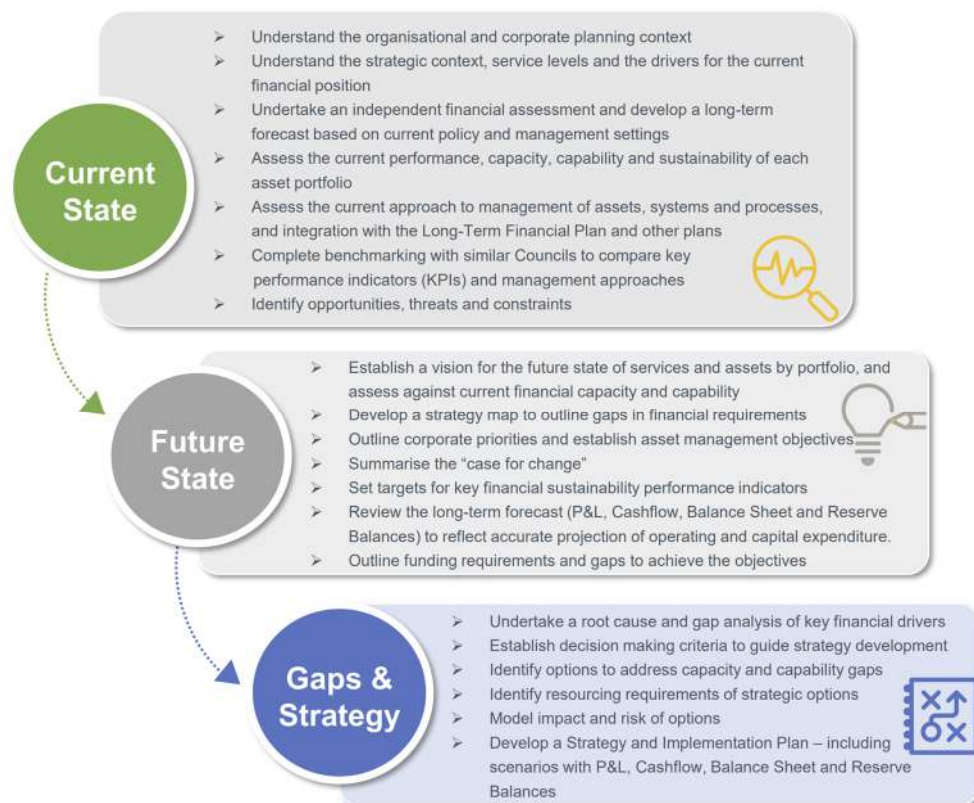 ➢ Understand the organisational and corporate planning context
➢ Understand the strategic context, service levels and the drivers for the current
financial position
➢ Undertake an independent financial assessment and develop a long-term
forecast based on current policy and management settings
➢ Assess the current performance, capacity, capability and sustainability of each
asset portfolio
➢ Assess the current approach to management of assets, systems and processes,
and integration with the Long-Term Financial Plan and other plans
➢ Complete benchmarking with similar Councils to compare key
performance indicators (KPIs) and management approaches
➢ Identify opportunities, threats and constraints
Current
State
➢ Establish a vision for the future state of services and assets by portfolio, and
assess against current financial capacity and capability
➢ Develop a strategy map to outline gaps in financial requirements
➢ Outline corporate priorities and establish asset management objectives
➢ Summarise the “case for change”
➢ Set targets for key financial sustainability performance indicators
➢ Review the long-term forecast (P&L, Cashflow, Balance Sheet and Reserve
Balances) to reflect accurate projection of operating and capital expenditure.
➢ Outline funding requirements and gaps to achieve the objectives
Future
State
➢ Undertake a root cause and gap analysis of key financial drivers
➢ Establish decision making criteria to guide strategy development
➢ Identify options to address capacity and capability gaps
➢ Identify resourcing requirements of strategic options
➢ Model impact and risk of options
➢ Develop a Strategy and Implementation Plan – including
scenarios with P&L, Cashflow, Balance Sheet and Reserve
Balances
Gaps &
Strategy